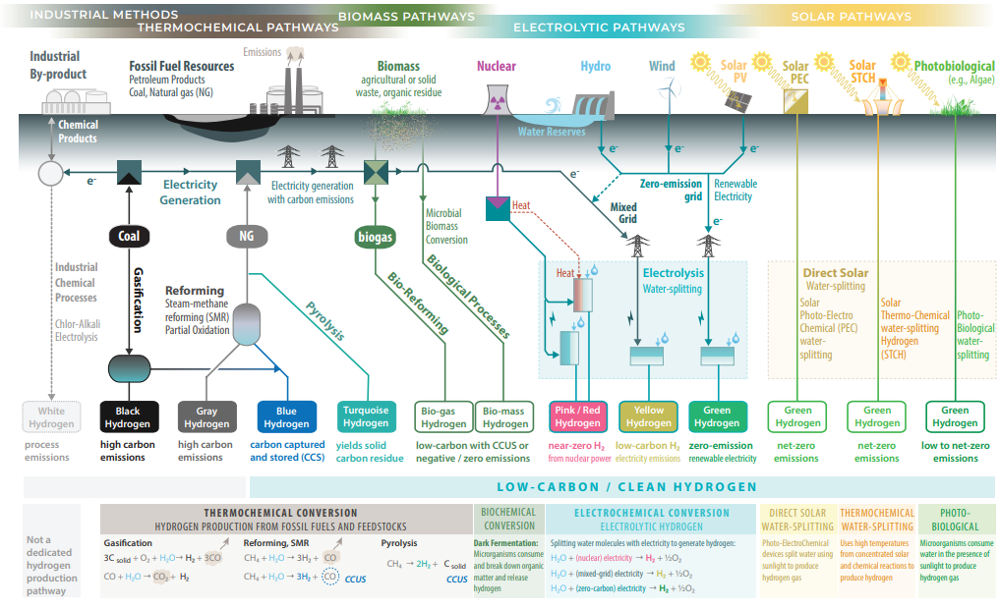 INDUSTRIAL METHODS
THERMOCHEMICAL PATHWAYS
BIOMASS PATHWAYS
ELECTROLYTIC PATHWAYS
SOLAR PATHWAYS
Industrial
By-product
Fossil Fuel Resources
Petroleum Products
Coal, Natural gas (NG)
Emissions
Biomass
agricultural or solid
waste, organic residue
Nuclear
Hydro
Wind
Solar
PV
Solar
PEC
Solar
STCH
Photobiological
(e.g., Algae)
Chemical
Products
Water Reserves
e-
e-
e-
e-
Electricity
Generation
Electricity generation
with carbon emissions
e-
Zero-emission
grid
Renewable
Electricity
Heat
Mixed
Grid
e-
Coal
NG
biogas
Microbial
Biomass
Conversion
Industrial
Chemical
Processes
Chlor-Alkali
Electrolysis
Gasification
Reforming
Steam-methane
reforming (SMR)
Partial Oxidation
Pyrolysis
Bio-Reforming
Biological Processes
Heat
Electrolysis
Water-splitting
Direct Solar
Water-splitting
Solar
Photo-Electro
Chemical (PEC)
water-
splitting
Solar
Thermo-Chemical
water-splitting
Hydrogen
(STCH)
Photo-
Biological
water-
splitting
White
Hydrogen
Black
Hydrogen
Gray
Hydrogen
Blue
Hydrogen
Turquoise
Hydrogen
Bio-gas
Hydrogen
Bio-mass
Hydrogen
Pink / Red
Hydrogen
Yellow
Hydrogen
Green
Hydrogen
Green
Hydrogen
Green
Hydrogen
Green
Hydrogen
process
emissions
high carbon
emissions
high carbon
emissions
carbon captured
and stored (CCS)
yields solid
carbon residue
low-carbon with CCUS or
negative / zero emissions
near-zero H₂
from nuclear power
low-carbon H₂
electricity emissions
zero-emission
renewable electricity
net-zero
emissions
net-zero
emissions
low to net-zero
emissions
LOW-CARBON / CLEAN HYDROGEN
Not a
dedicated
hydrogen
production
pathway
THERMOCHEMICAL CONVERSION
HYDROGEN PRODUCTION FROM FOSSIL FUELS AND FEEDSTOCKS
Gasification
3C solid + O₂ + H₂O → H₂ + 3CO
CO + H₂O → CO₂ + H₂
Reforming, SMR
CH₄ + H₂O → 3H₂ + CO
CH₄ + H₂O → 3H₂ + CO CCUS
Pyrolysis
CH₄ → 2H₂ + C solid
CCUS
BIOCHEMICAL
CONVERSION
Dark Fermentation:
Microorganisms consume
and break down organic
matter and release
hydrogen
ELECTROCHEMICAL CONVERSION
ELECTROLYTIC HYDROGEN
Splitting water molecules with electricity to generate hydrogen:
H₂O + (nuclear) electricity → H₂ + ½O₂
H₂O + (mixed-grid) electricity → H₂ + ½O₂
H₂O + (zero-carbon) electricity → H₂ + ½O₂
DIRECT SOLAR
WATER-SPLITTING
Photo-ElectroChemical
devices split water using
sunlight to produce
hydrogen gas
THERMOCHEMICAL
WATER-SPLITTING
Uses high temperatures
from concentrated solar
and chemical reactions to
produce hydrogen
PHOTO-
BIOLOGICAL
Microorganisms consume
water in the presence of
sunlight to produce
hydrogen gas